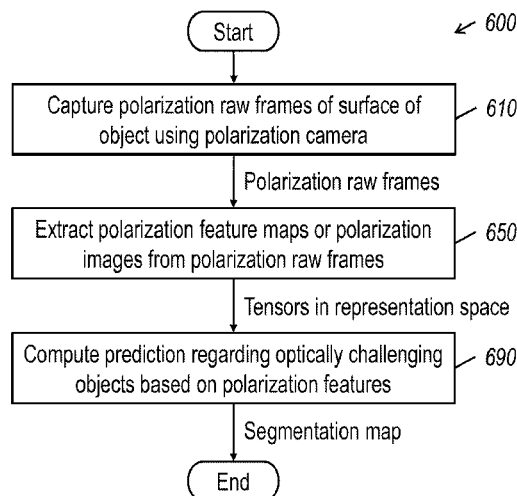 Start
600
Capture polarization raw frames of surface of
object using polarization camera
610
Polarization raw frames
Extract polarization feature maps or polarization
images from polarization raw frames
650
Tensors in representation space
Compute prediction regarding optically challenging
objects based on polarization features
690
Segmentation map
End